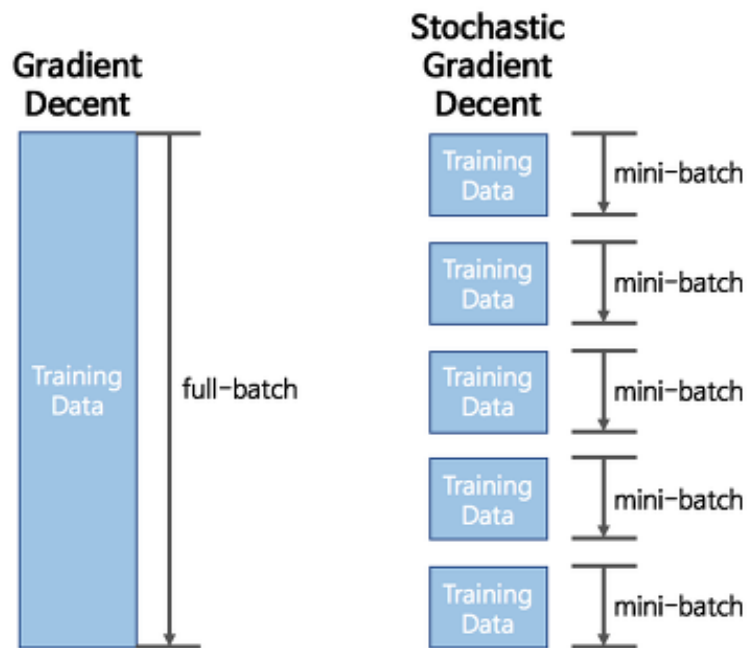 Gradient
Decent
Training
Data
full-batch
Stochastic
Gradient
Decent
Training
Data
mini-batch
Training
Data
mini-batch
Training
Data
mini-batch
Training
Data
mini-batch
Training
Data
mini-batch